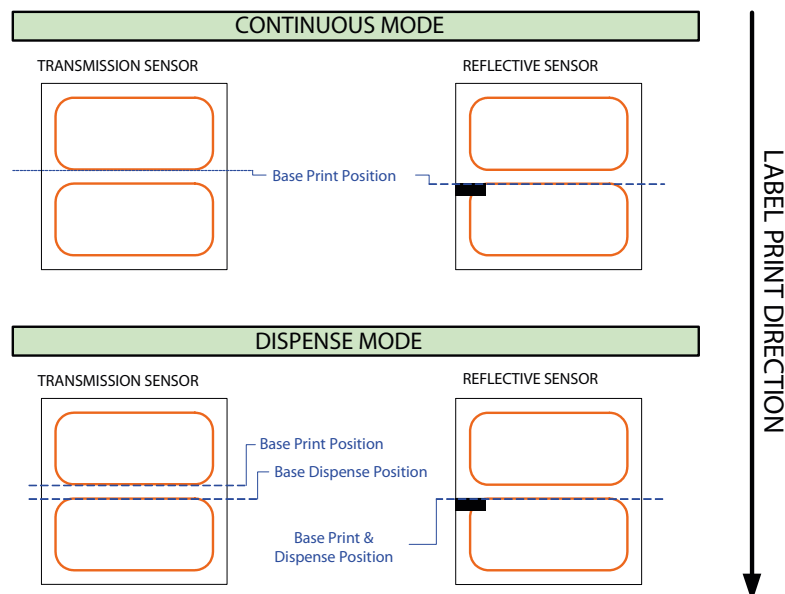 CONTINUOUS MODE
TRANSMISSION SENSOR
REFLECTIVE SENSOR
Base Print Position
DISPENSE MODE
TRANSMISSION SENSOR
REFLECTIVE SENSOR
Base Print Position
Base Dispense Position
Base Print &
Dispense Position
LABEL PRINT DIRECTION